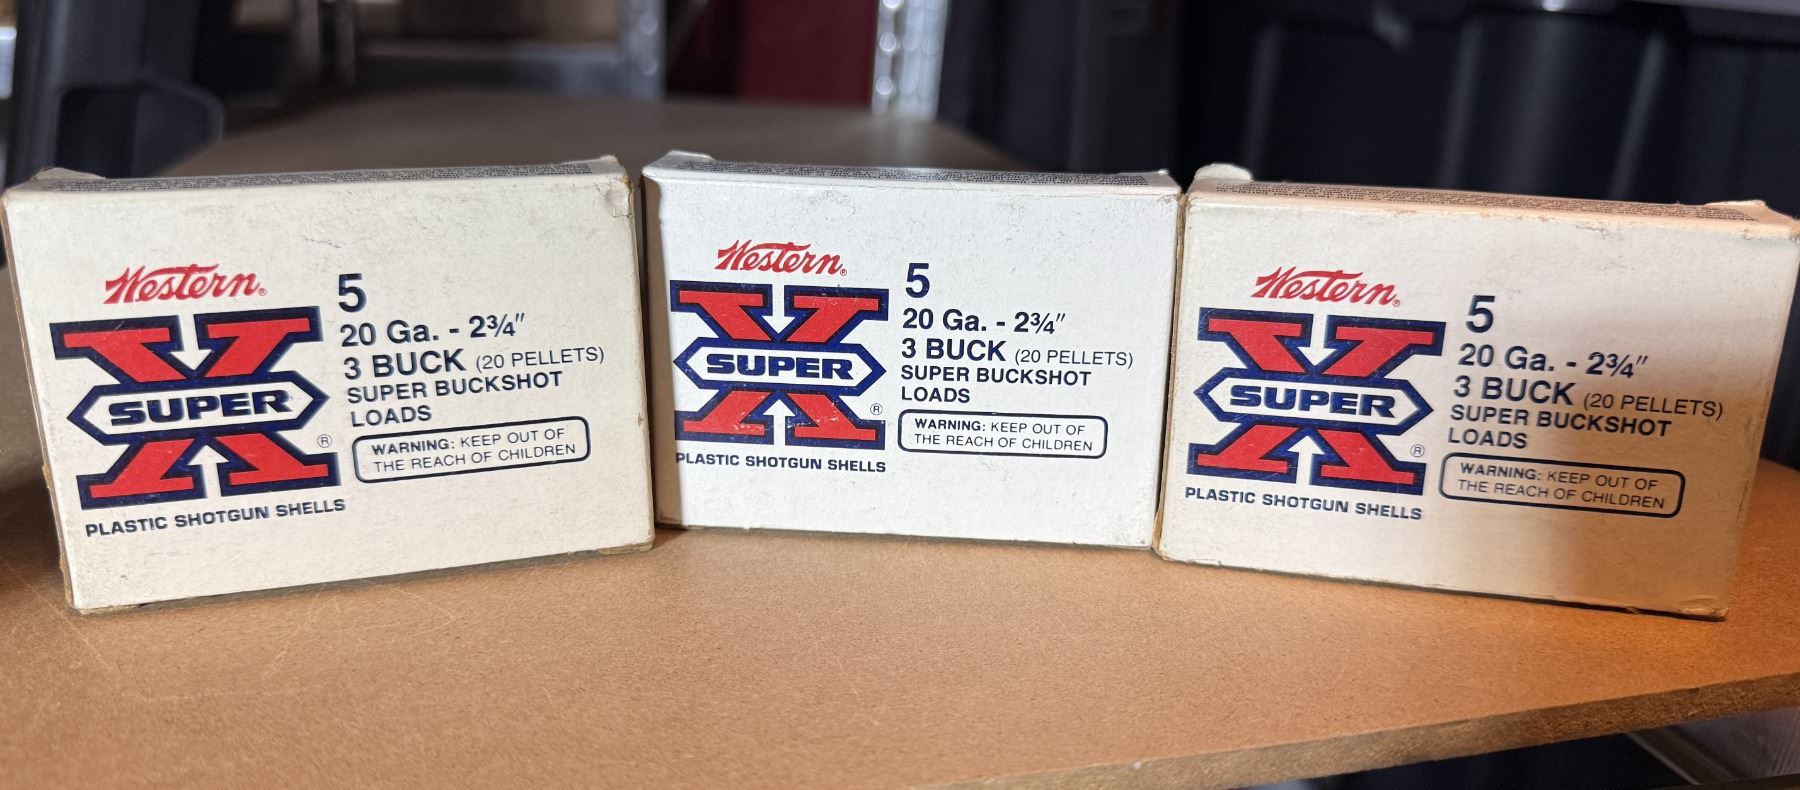 Western®
SUPER X®
PLASTIC SHOTGUN SHELLS
5
20 Ga. - 2¾"
3 BUCK (20 PELLETS)
SUPER BUCKSHOT
LOADS
WARNING: KEEP OUT OF
THE REACH OF CHILDREN
Western®
SUPER X®
PLASTIC SHOTGUN SHELLS
5
20 Ga. - 2¾"
3 BUCK (20 PELLETS)
SUPER BUCKSHOT
LOADS
WARNING: KEEP OUT OF
THE REACH OF CHILDREN
Western®
SUPER X®
PLASTIC SHOTGUN SHELLS
5
20 Ga. - 2¾"
3 BUCK (20 PELLETS)
SUPER BUCKSHOT
LOADS
WARNING: KEEP OUT OF
THE REACH OF CHILDREN